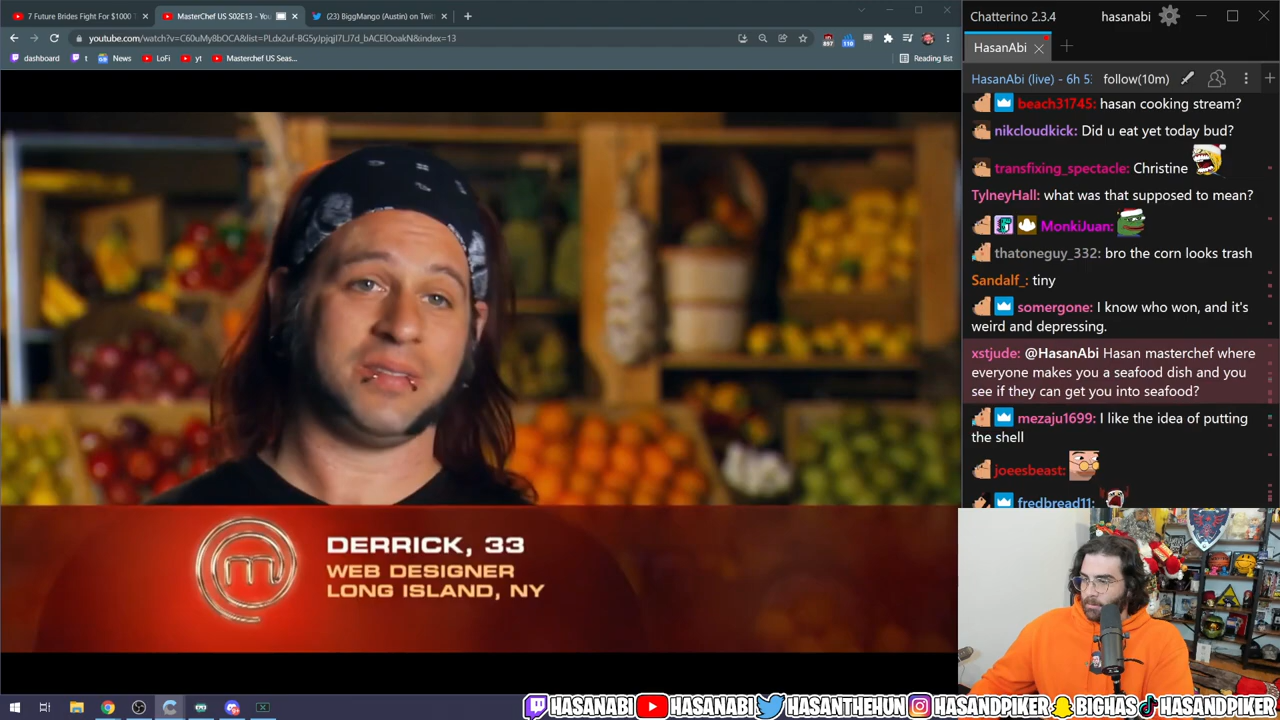 7 Future Brides Fight For $1000 T
MasterChef US S02E13 - You
(23) BiggMango (Austin) on Twit
youtube.com/watch?v=C60uMy8bOCA&list=PLdx2uf-BG5yJpjqjI7LJ7d_bACElOoakN&index=13
897
110
dashboard
t
News
LoFi
yt
Masterchef US Seas...
Reading list
DERRICK, 33
WEB DESIGNER
LONG ISLAND, NY
Chatterino 2.3.4
hasanabi
HasanAbi
HasanAbi (live) - 6h 5
follow(10m)
beach31745: hasan cooking stream?
nikcloudkick: Did u eat yet today bud?
transfixing_spectacle: Christine
TylneyHall: what was that supposed to mean?
MonkiJuan:
thatoneguy_332: bro the corn looks trash
Sandalf_: tiny
somergone: I know who won, and it's
weird and depressing.
xstjude: @HasanAbi Hasan masterchef where
everyone makes you a seafood dish and you
see if they can get you into seafood?
mezaju1699: I like the idea of putting
the shell
joeesbeast:
fredbread11:
HASANABI
HASANABI
HASANTHEHUN
HASANDPIKER
BIGHAS
HASANDPIKER